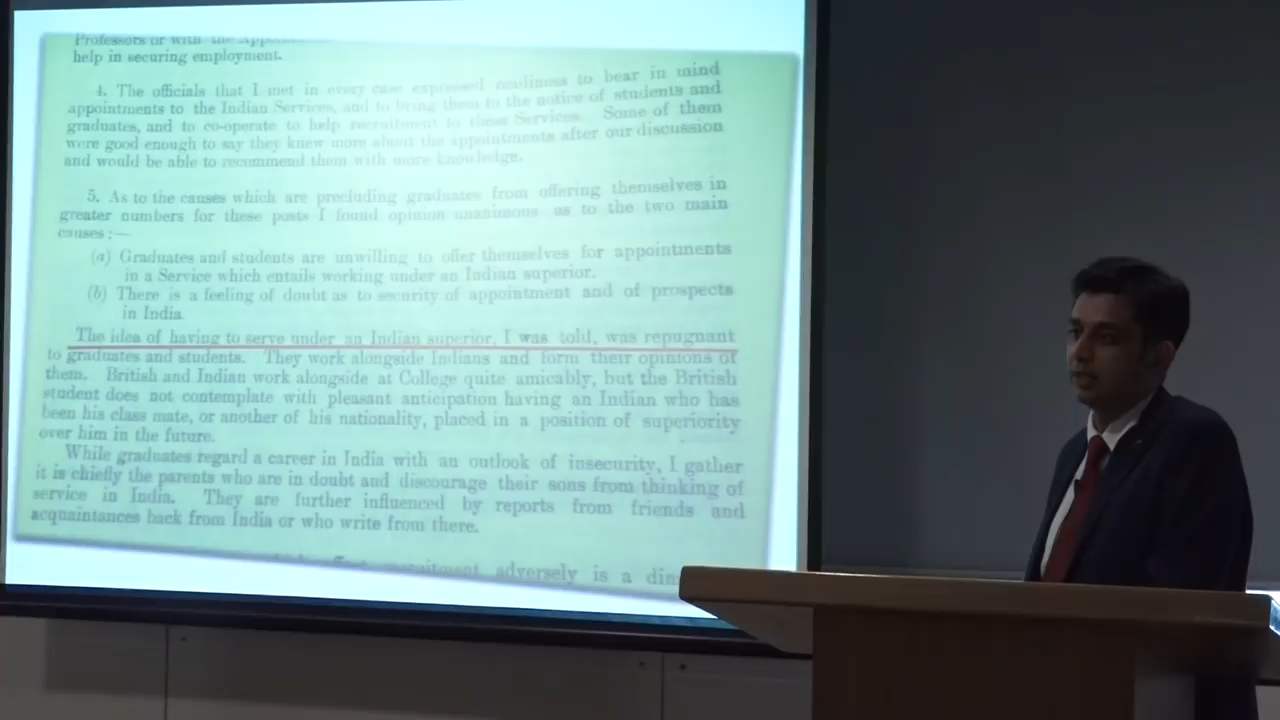 Professors or with the
help in securing employment.
4. The officials that I met in every case expressed readiness to bear in mind
appointments to the Indian Services, and to bring them to the notice of students and
graduates, and to co-operate to help recruitment to these Services. Some of them
were good enough to say they knew more about the appointments after our discussion
and would be able to recommend them with more knowledge.
5. As to the causes which are precluding graduates from offering themselves in
greater numbers for these posts I found opinion unanimous as to the two main
causes :—
(a) Graduates and students are unwilling to offer themselves for appointments
in a Service which entails working under an Indian superior.
(b) There is a feeling of doubt as to security of appointment and of prospects
in India.
The idea of having to serve under an Indian superior, I was told, was repugnant
to graduates and students. They work alongside Indians and form their opinions of
them. British and Indian work alongside at College quite amicably, but the British
student does not contemplate with pleasant anticipation having an Indian who has
been his class mate, or another of his nationality, placed in a position of superiority
over him in the future.
While graduates regard a career in India with an outlook of insecurity, I gather
it is chiefly the parents who are in doubt and discourage their sons from thinking of
service in India. They are further influenced by reports from friends and
acquaintances back from India or who write from there.
recruitment adversely is a